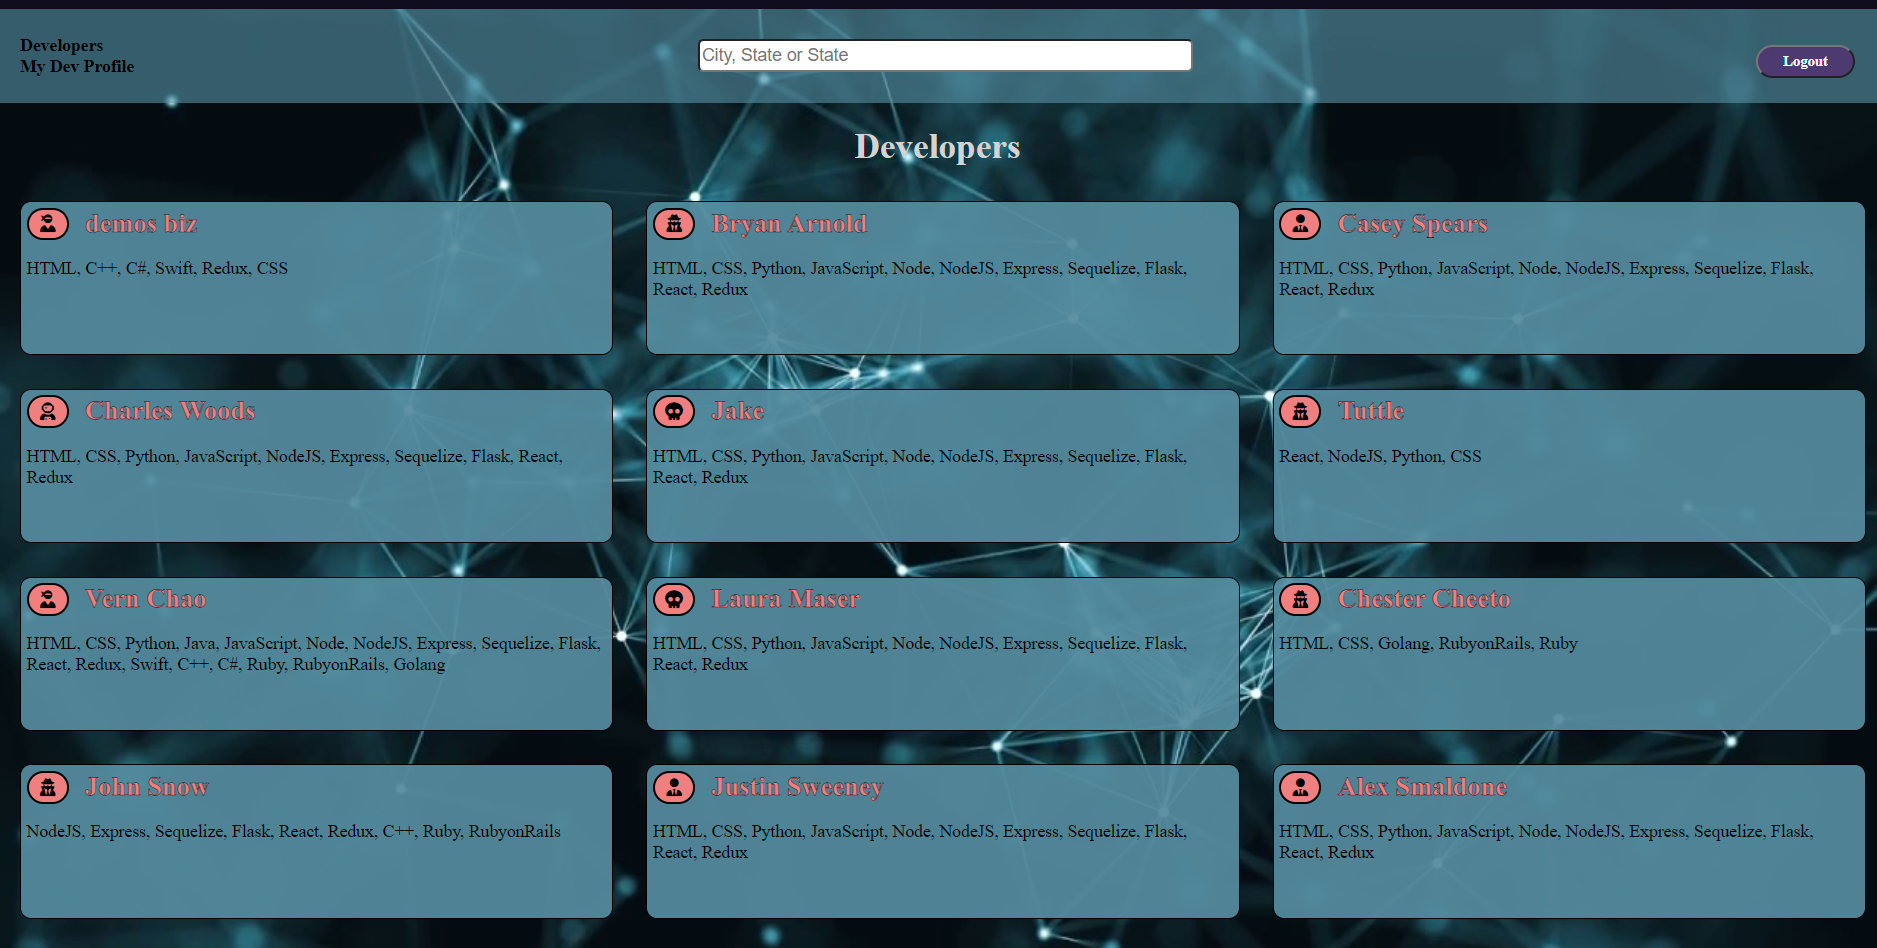 Developers
My Dev Profile
City, State or State
Logout
Developers
demos biz
HTML, C++, C#, Swift, Redux, CSS
Bryan Arnold
HTML, CSS, Python, JavaScript, Node, NodeJS, Express, Sequelize, Flask,
React, Redux
Casey Spears
HTML, CSS, Python, JavaScript, Node, NodeJS, Express, Sequelize, Flask,
React, Redux
Charles Woods
HTML, CSS, Python, JavaScript, NodeJS, Express, Sequelize, Flask, React,
Redux
Jake
HTML, CSS, Python, JavaScript, Node, NodeJS, Express, Sequelize, Flask,
React, Redux
Tuttle
React, NodeJS, Python, CSS
Vern Chao
HTML, CSS, Python, Java, JavaScript, Node, NodeJS, Express, Sequelize, Flask,
React, Redux, Swift, C++, C#, Ruby, RubyonRails, Golang
Laura Maser
HTML, CSS, Python, JavaScript, Node, NodeJS, Express, Sequelize, Flask,
React, Redux
Chester Cheeto
HTML, CSS, Golang, RubyonRails, Ruby
John Snow
NodeJS, Express, Sequelize, Flask, React, Redux, C++, Ruby, RubyonRails
Justin Sweeney
HTML, CSS, Python, JavaScript, Node, NodeJS, Express, Sequelize, Flask,
React, Redux
Alex Smaldone
HTML, CSS, Python, JavaScript, Node, NodeJS, Express, Sequelize, Flask,
React, Redux